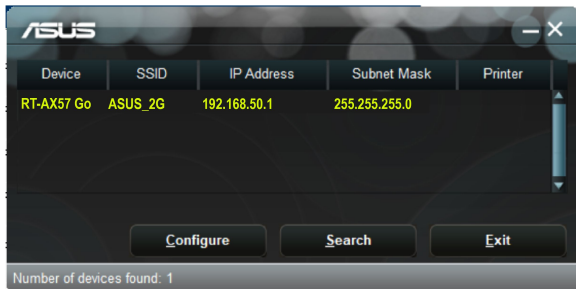 ASUS
Device SSID IP Address Subnet Mask Printer
RT-AX57 Go ASUS_2G 192.168.50.1 255.255.255.0
Configure Search Exit
Number of devices found: 1